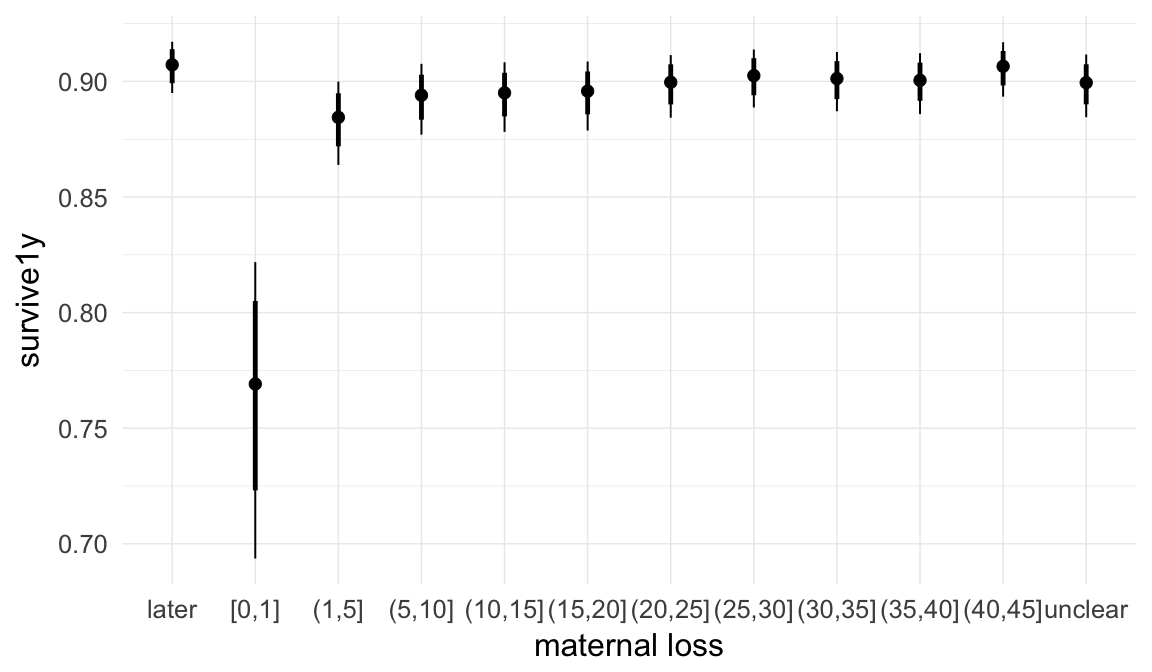 0.90
0.85
0.80
0.75
0.70
survive1y
later [0,1] (1,5] (5,10] (10,15] (15,20] (20,25] (25,30] (30,35] (35,40] (40,45] unclear
maternal loss